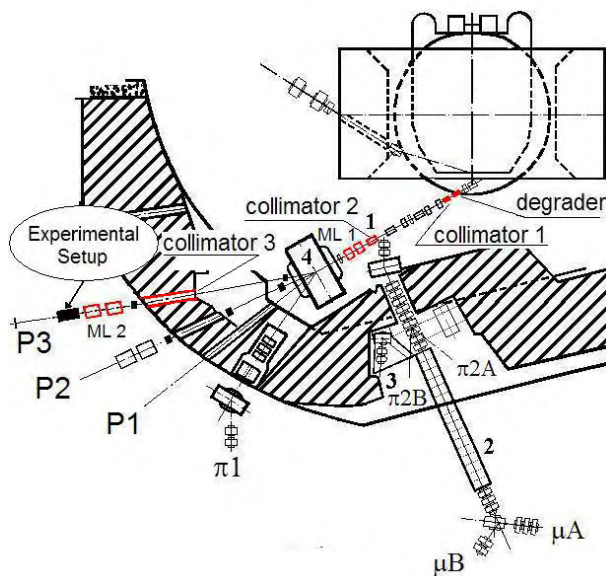 collimator 2
1
degrader
collimator 1
ML 1
Experimental
Setup
collimator 3
4
ML 2
P3
P2
P1
π1
3
π2A
π2B
2
μA
μB